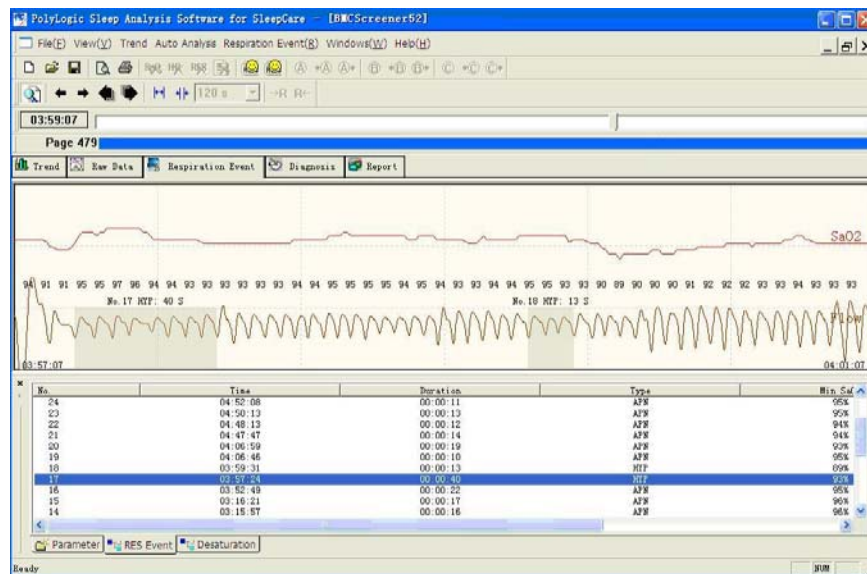 PolyLogic Sleep Analysis Software for SleepCare - [BMCScreener52]
File(F) View(V) Trend Auto Analysis Respiration Event(R) Windows(W) Help(H)
120 s
03:59:07
Page 479
Trend Raw Data Respiration Event Diagnosis Report
SaO2
94 91 91 95 95 97 96 94 94 93 93 93 93 93 94 94 93 94 95 95 94 95 94 93 93 94 94 94 95 95 93 93 90 89 90 90 90 90 91 92 92 92 93 93 94 93 93 93
No.17 HYP: 40 S No.18 HYP: 13 S
Flow
03:57:07 04:01:07
No. Time Duration Type Min Sa
24 04:52:08 00:00:11 APN 95%
23 04:50:13 00:00:13 APN 95%
22 04:48:13 00:00:12 APN 94%
21 04:47:47 00:00:14 APN 94%
20 04:06:59 00:00:19 APN 93%
19 04:06:46 00:00:10 APN 95%
18 03:59:31 00:00:13 HYP 89%
17 03:57:24 00:00:40 HYP 93%
16 03:52:49 00:00:22 APN 95%
15 03:16:21 00:00:17 APN 96%
14 03:15:57 00:00:16 APN 96%
Parameter RES Event Desaturation
Ready NUM